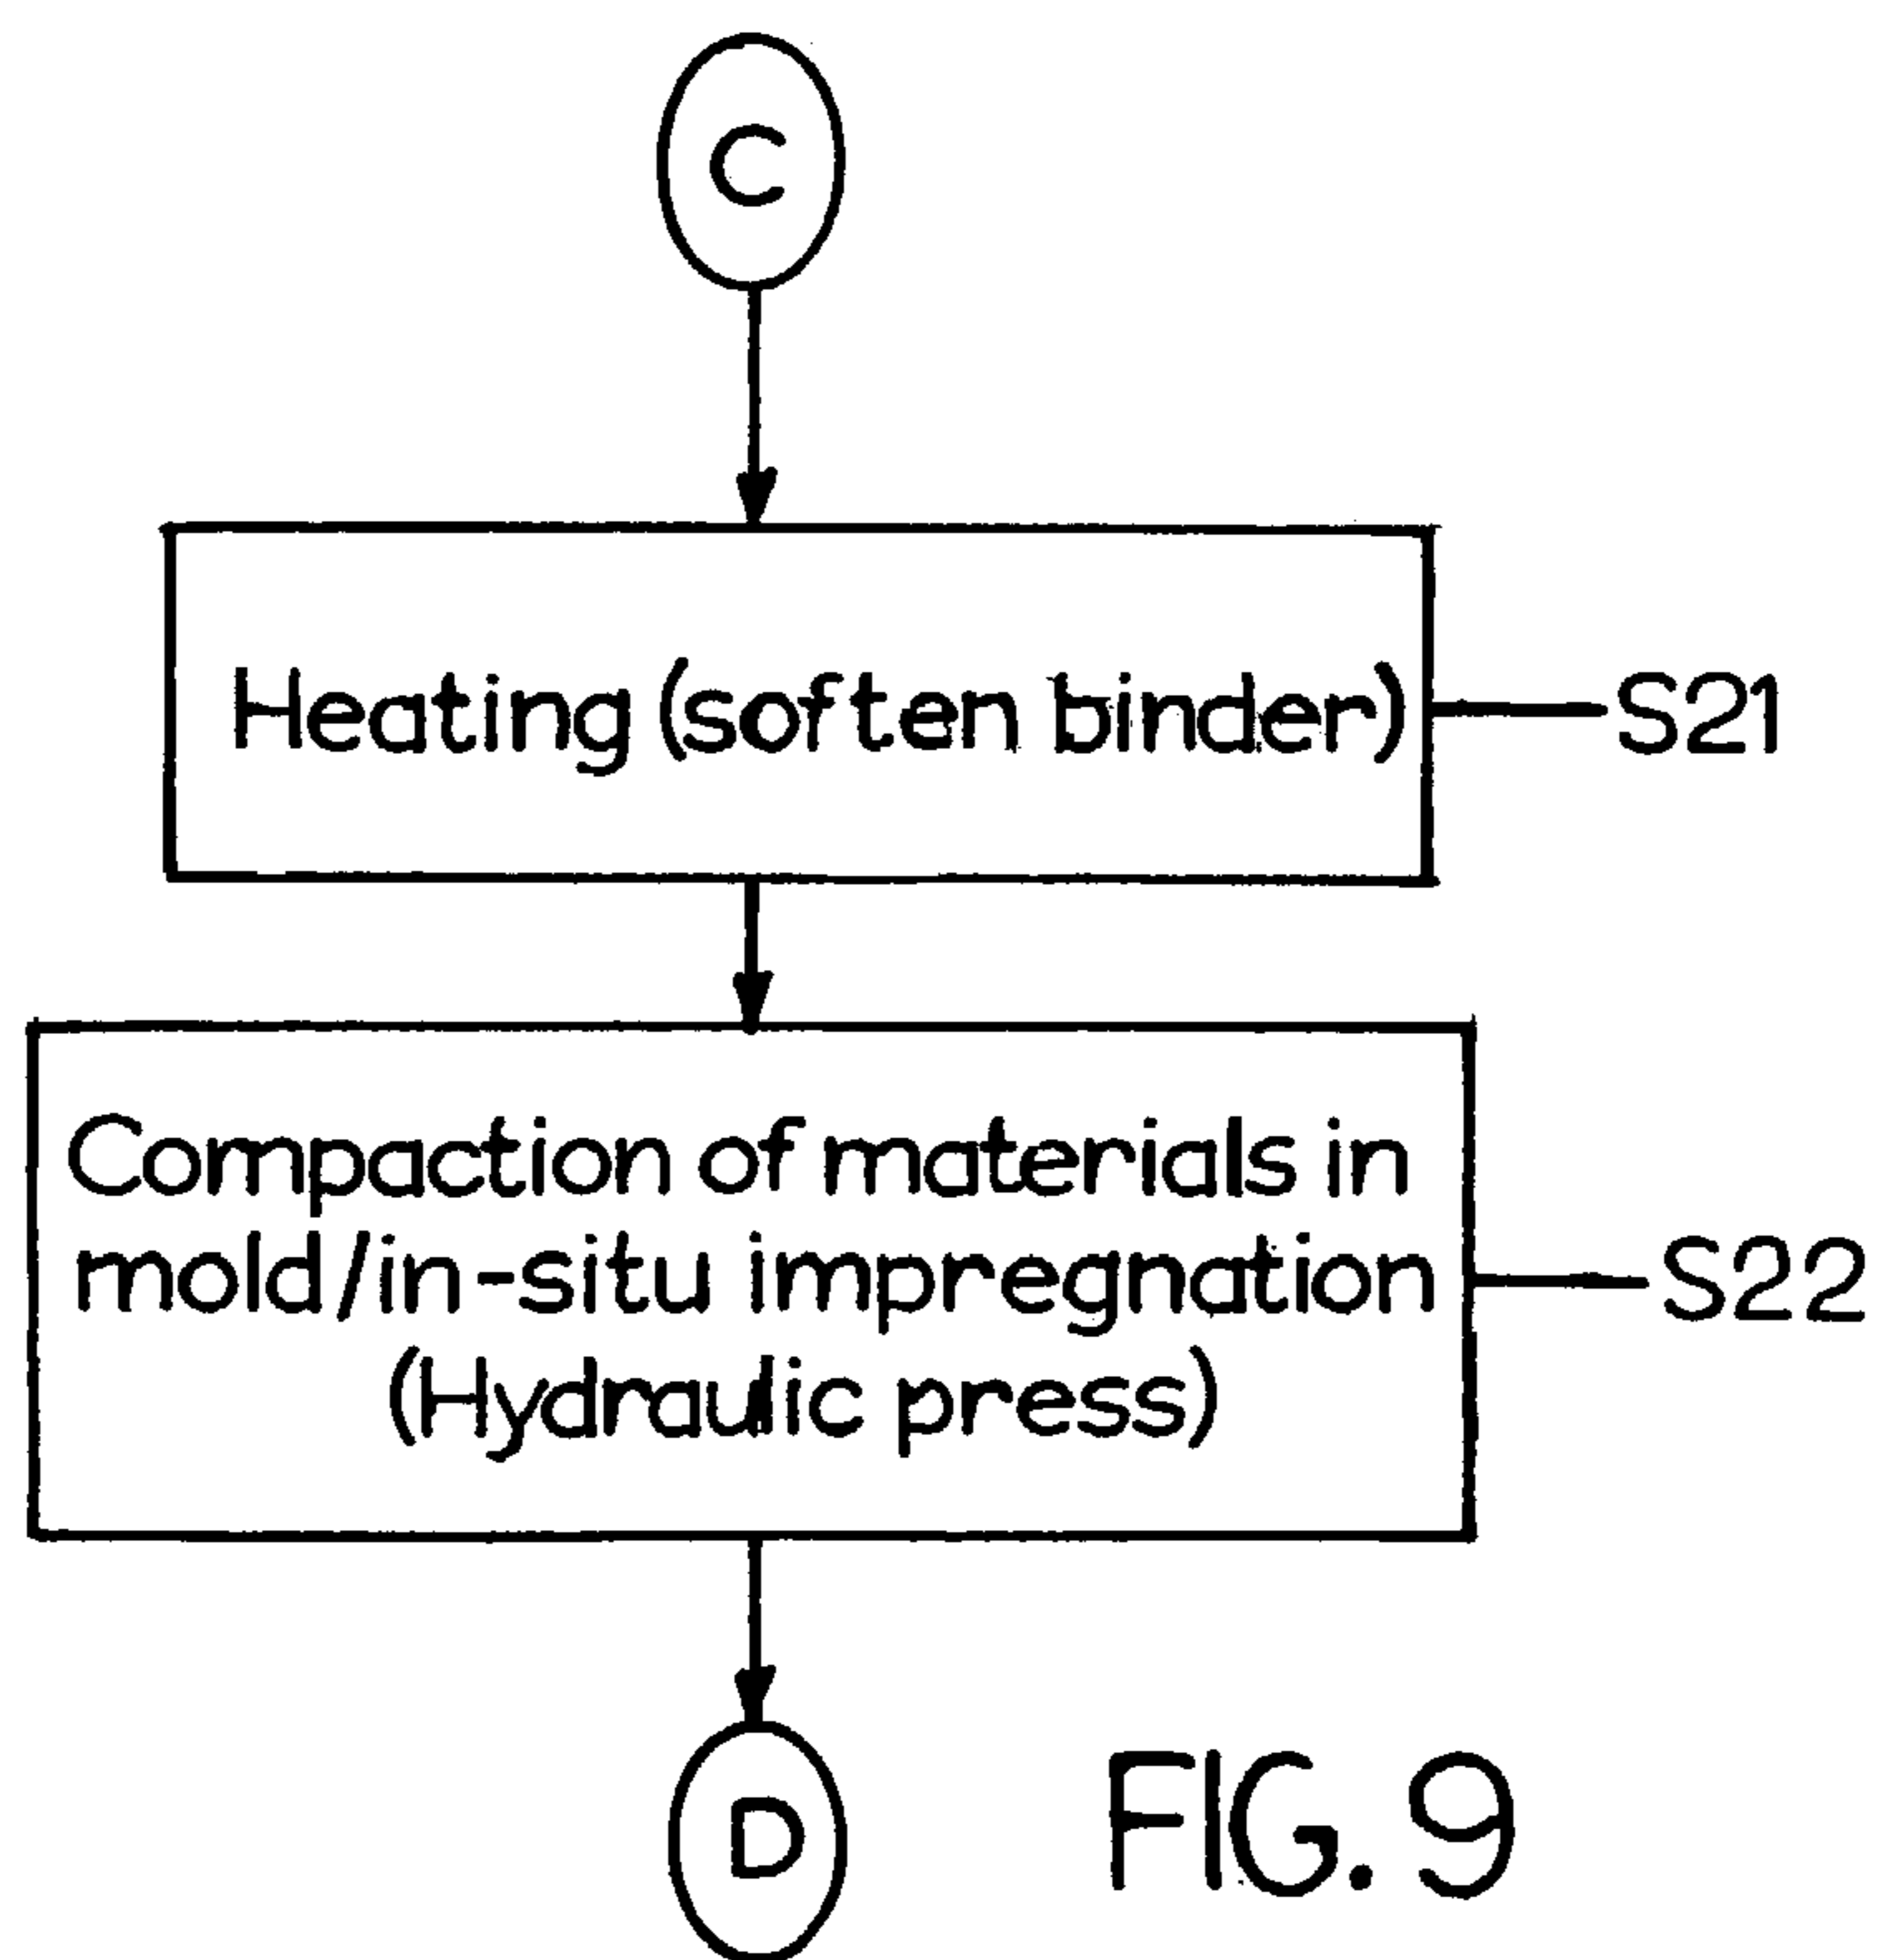 C
Heating (soften binder)
S21
Compaction of materials in
mold/in-situ impregnation
(Hydraulic press)
S22
D
FIG. 9